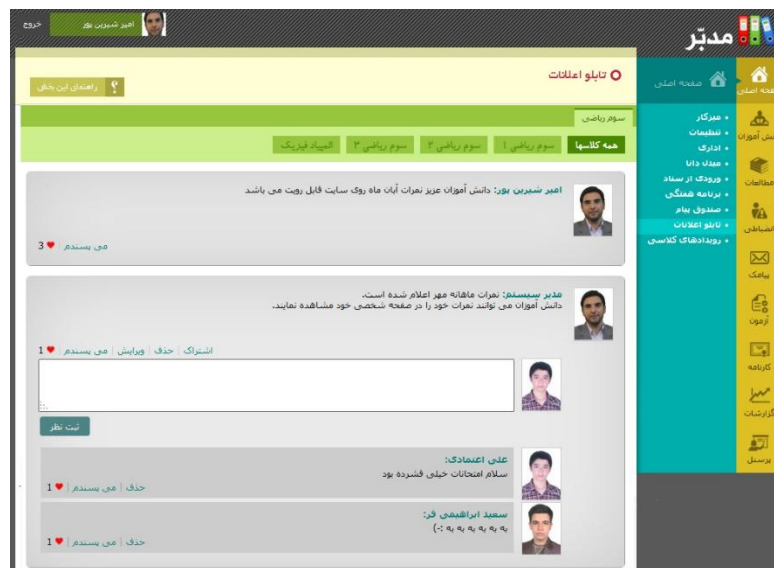 مدبّر
امیر شیرین پور
خروج
صفحه اصلی
صفحه اصلی
دانش آموزان
مطالعات
انضباطی
پیامک
آزمون
کارنامه
گزارشات
پرسنل
میزکار
تنظیمات
اداری
مبدل دانا
ورودی از سناد
برنامه هفتگی
صندوق پیام
تابلو اعلانات
رویدادهای کلاسی
تابلو اعلانات
راهنمای این بخش
؟
سوم ریاضی
همه کلاسها
سوم ریاضی ۱
سوم ریاضی ۲
سوم ریاضی ۳
المپیاد فیزیک
امیر شیرین پور: دانش آموزان عزیز نمرات آبان ماه روی سایت قابل رویت می باشد
می پسندم | 3
مدیر سیستم: نمرات ماهانه مهر اعلام شده است.
دانش آموزان می توانند نمرات خود را در صفحه شخصی خود مشاهده نمایند.
اشتراک | حذف | ویرایش | می پسندم | 1
ثبت نظر
علی اعتمادی:
سلام امتحانات خیلی فشرده بود
حذف | می پسندم | 1
سعید ابراهیمی فر:
به به به به به به :-)
حذف | می پسندم | 1